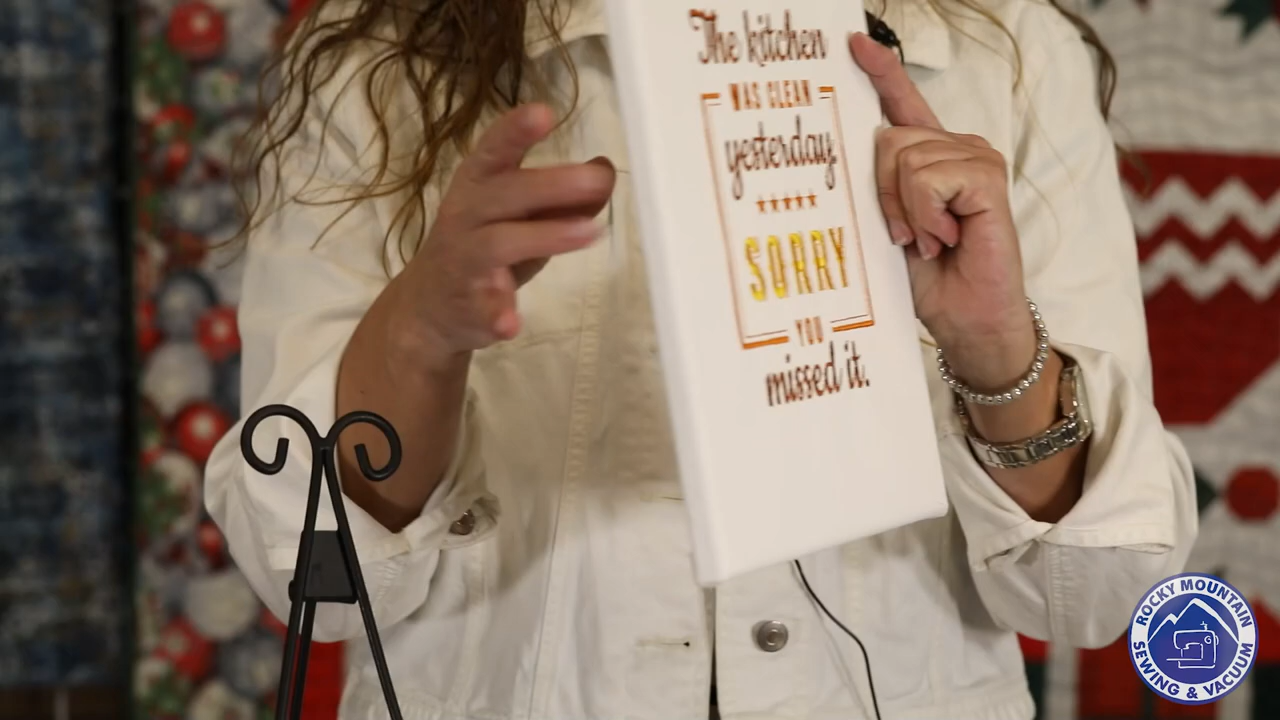 The kitchen
WAS CLEAN
yesterday,
SORRY
YOU
missed it.
ROCKY MOUNTAIN
SEWING & VACUUM